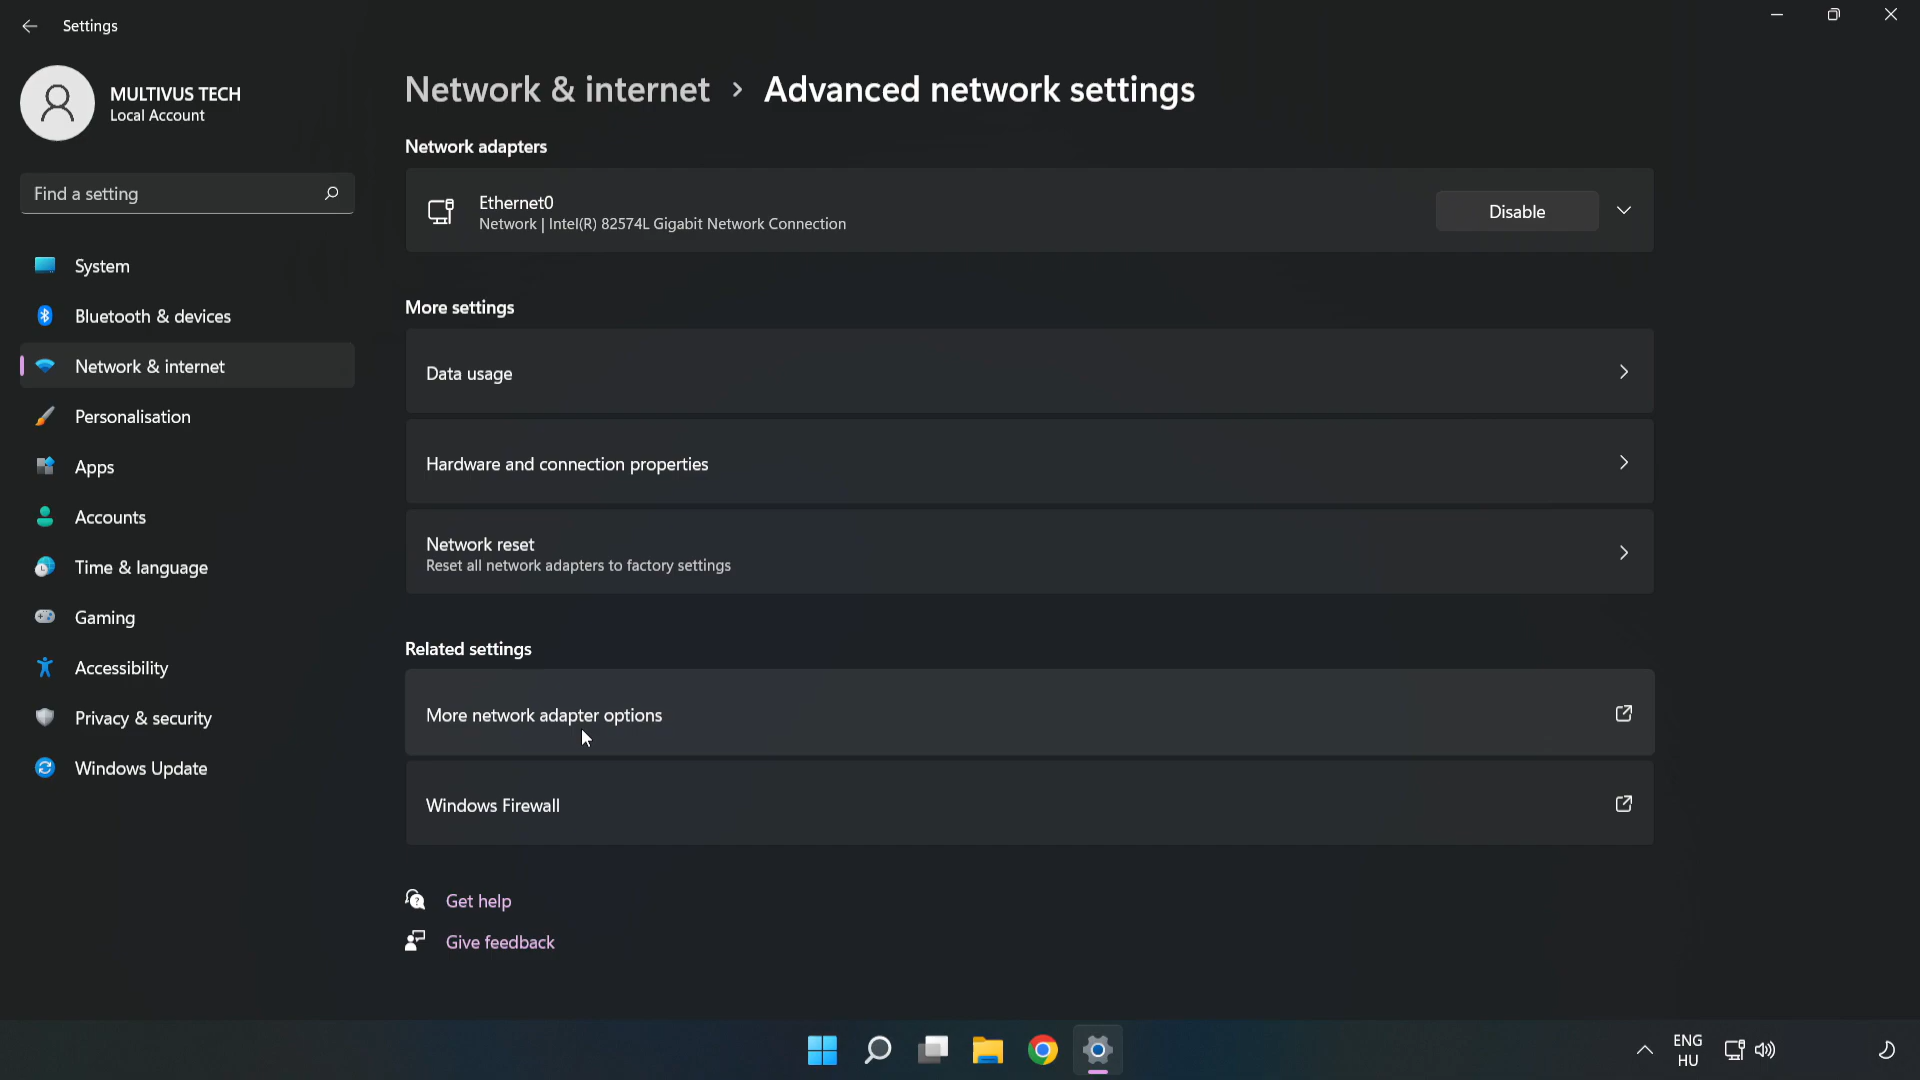 Settings
MULTIVUS TECH
Local Account
Find a setting
System
Bluetooth & devices
Network & internet
Personalisation
Apps
Accounts
Time & language
Gaming
Accessibility
Privacy & security
Windows Update
Network & internet > Advanced network settings
Network adapters
Ethernet0
Network | Intel(R) 82574L Gigabit Network Connection
Disable
More settings
Data usage
Hardware and connection properties
Network reset
Reset all network adapters to factory settings
Related settings
More network adapter options
Windows Firewall
Get help
Give feedback
ENG
HU